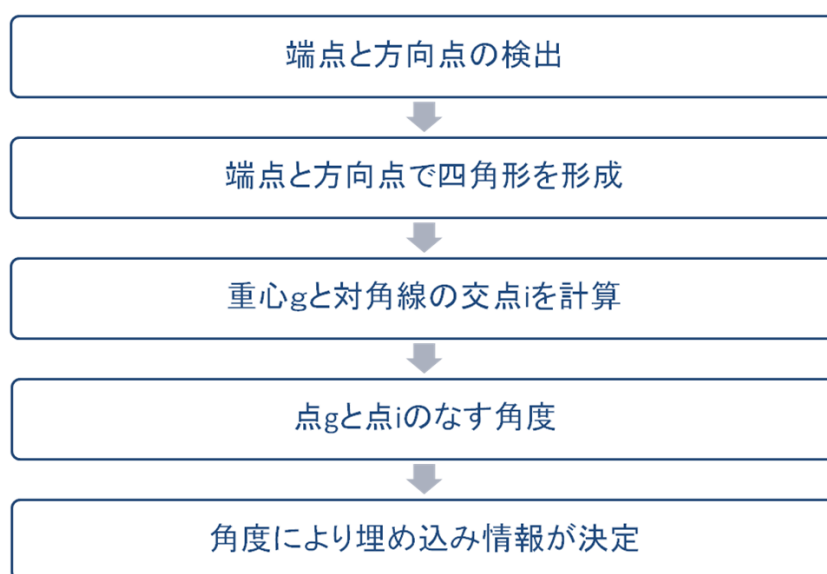 端点と方向点の検出
端点と方向点で四角形を形成
重心gと対角線の交点iを計算
点gと点iのなす角度
角度により埋め込み情報が決定